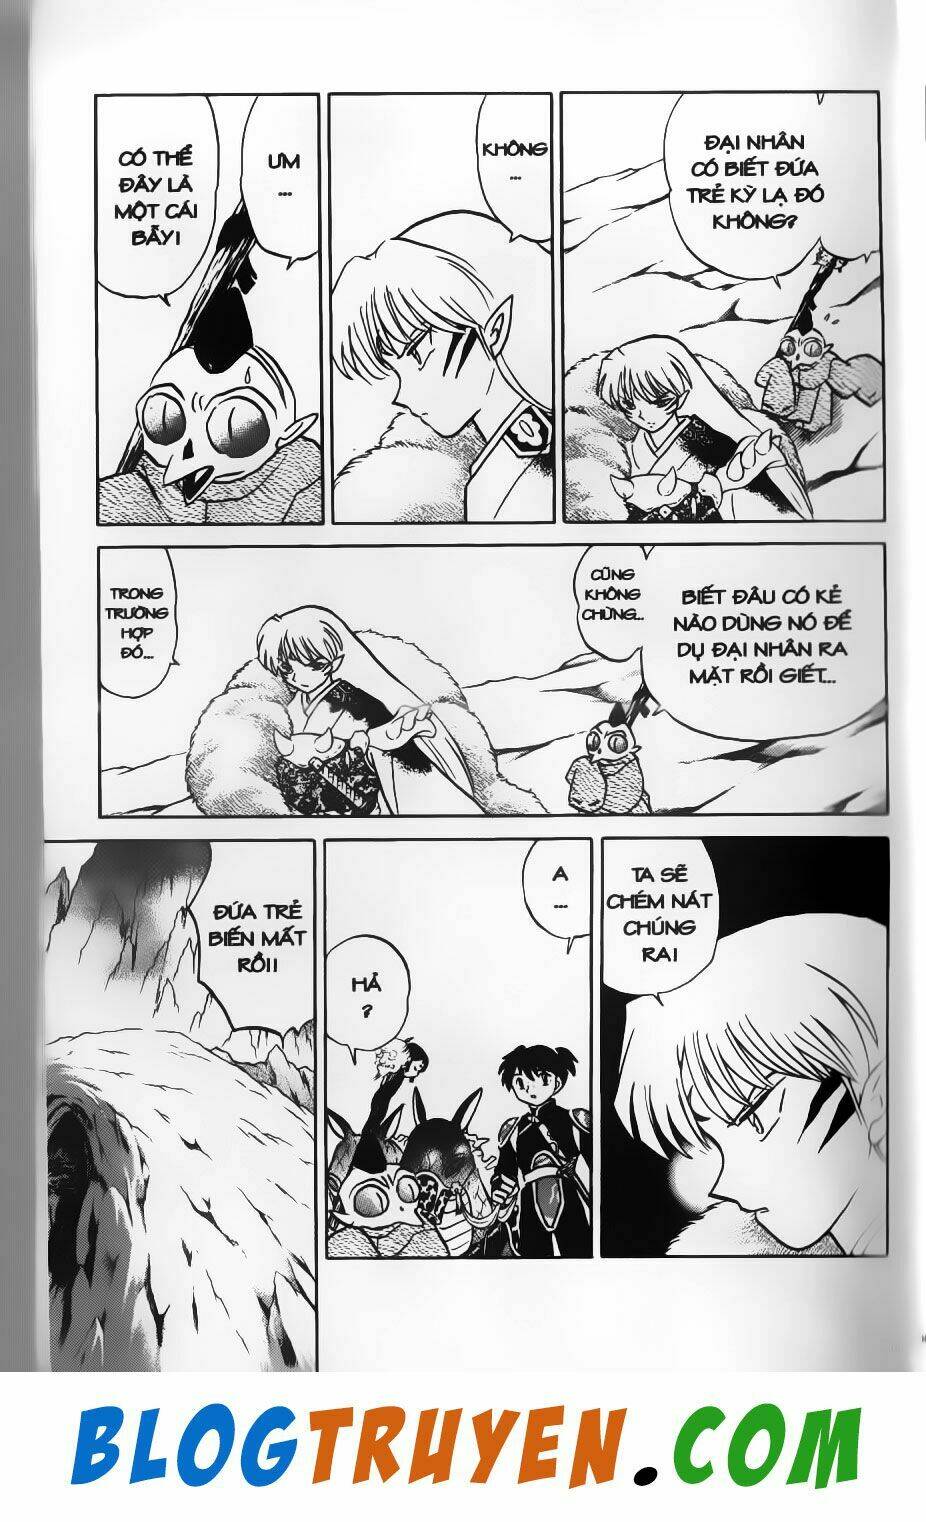 ĐẠI NHÂN
CÓ BIẾT ĐỨA
TRẺ KỲ LẠ ĐÓ
KHÔNG?
KHÔNG
...
ƯM
...
CÓ THỂ
ĐÂY LÀ
MỘT CÁI
BẪY!
BIẾT ĐÂU CÓ KẺ
NÀO DÙNG NÓ ĐỂ
DỤ ĐẠI NHÂN RA
MẶT RỒI GIẾT...
CŨNG
KHÔNG
CHỪNG...
TRONG
TRƯỜNG
HỢP
ĐÓ...
TA SẼ
CHÉM NÁT
CHÚNG
RA!
A
...
HẢ
?
ĐỨA TRẺ
BIẾN MẤT
RỒI!
BLOGTRUYEN.COM